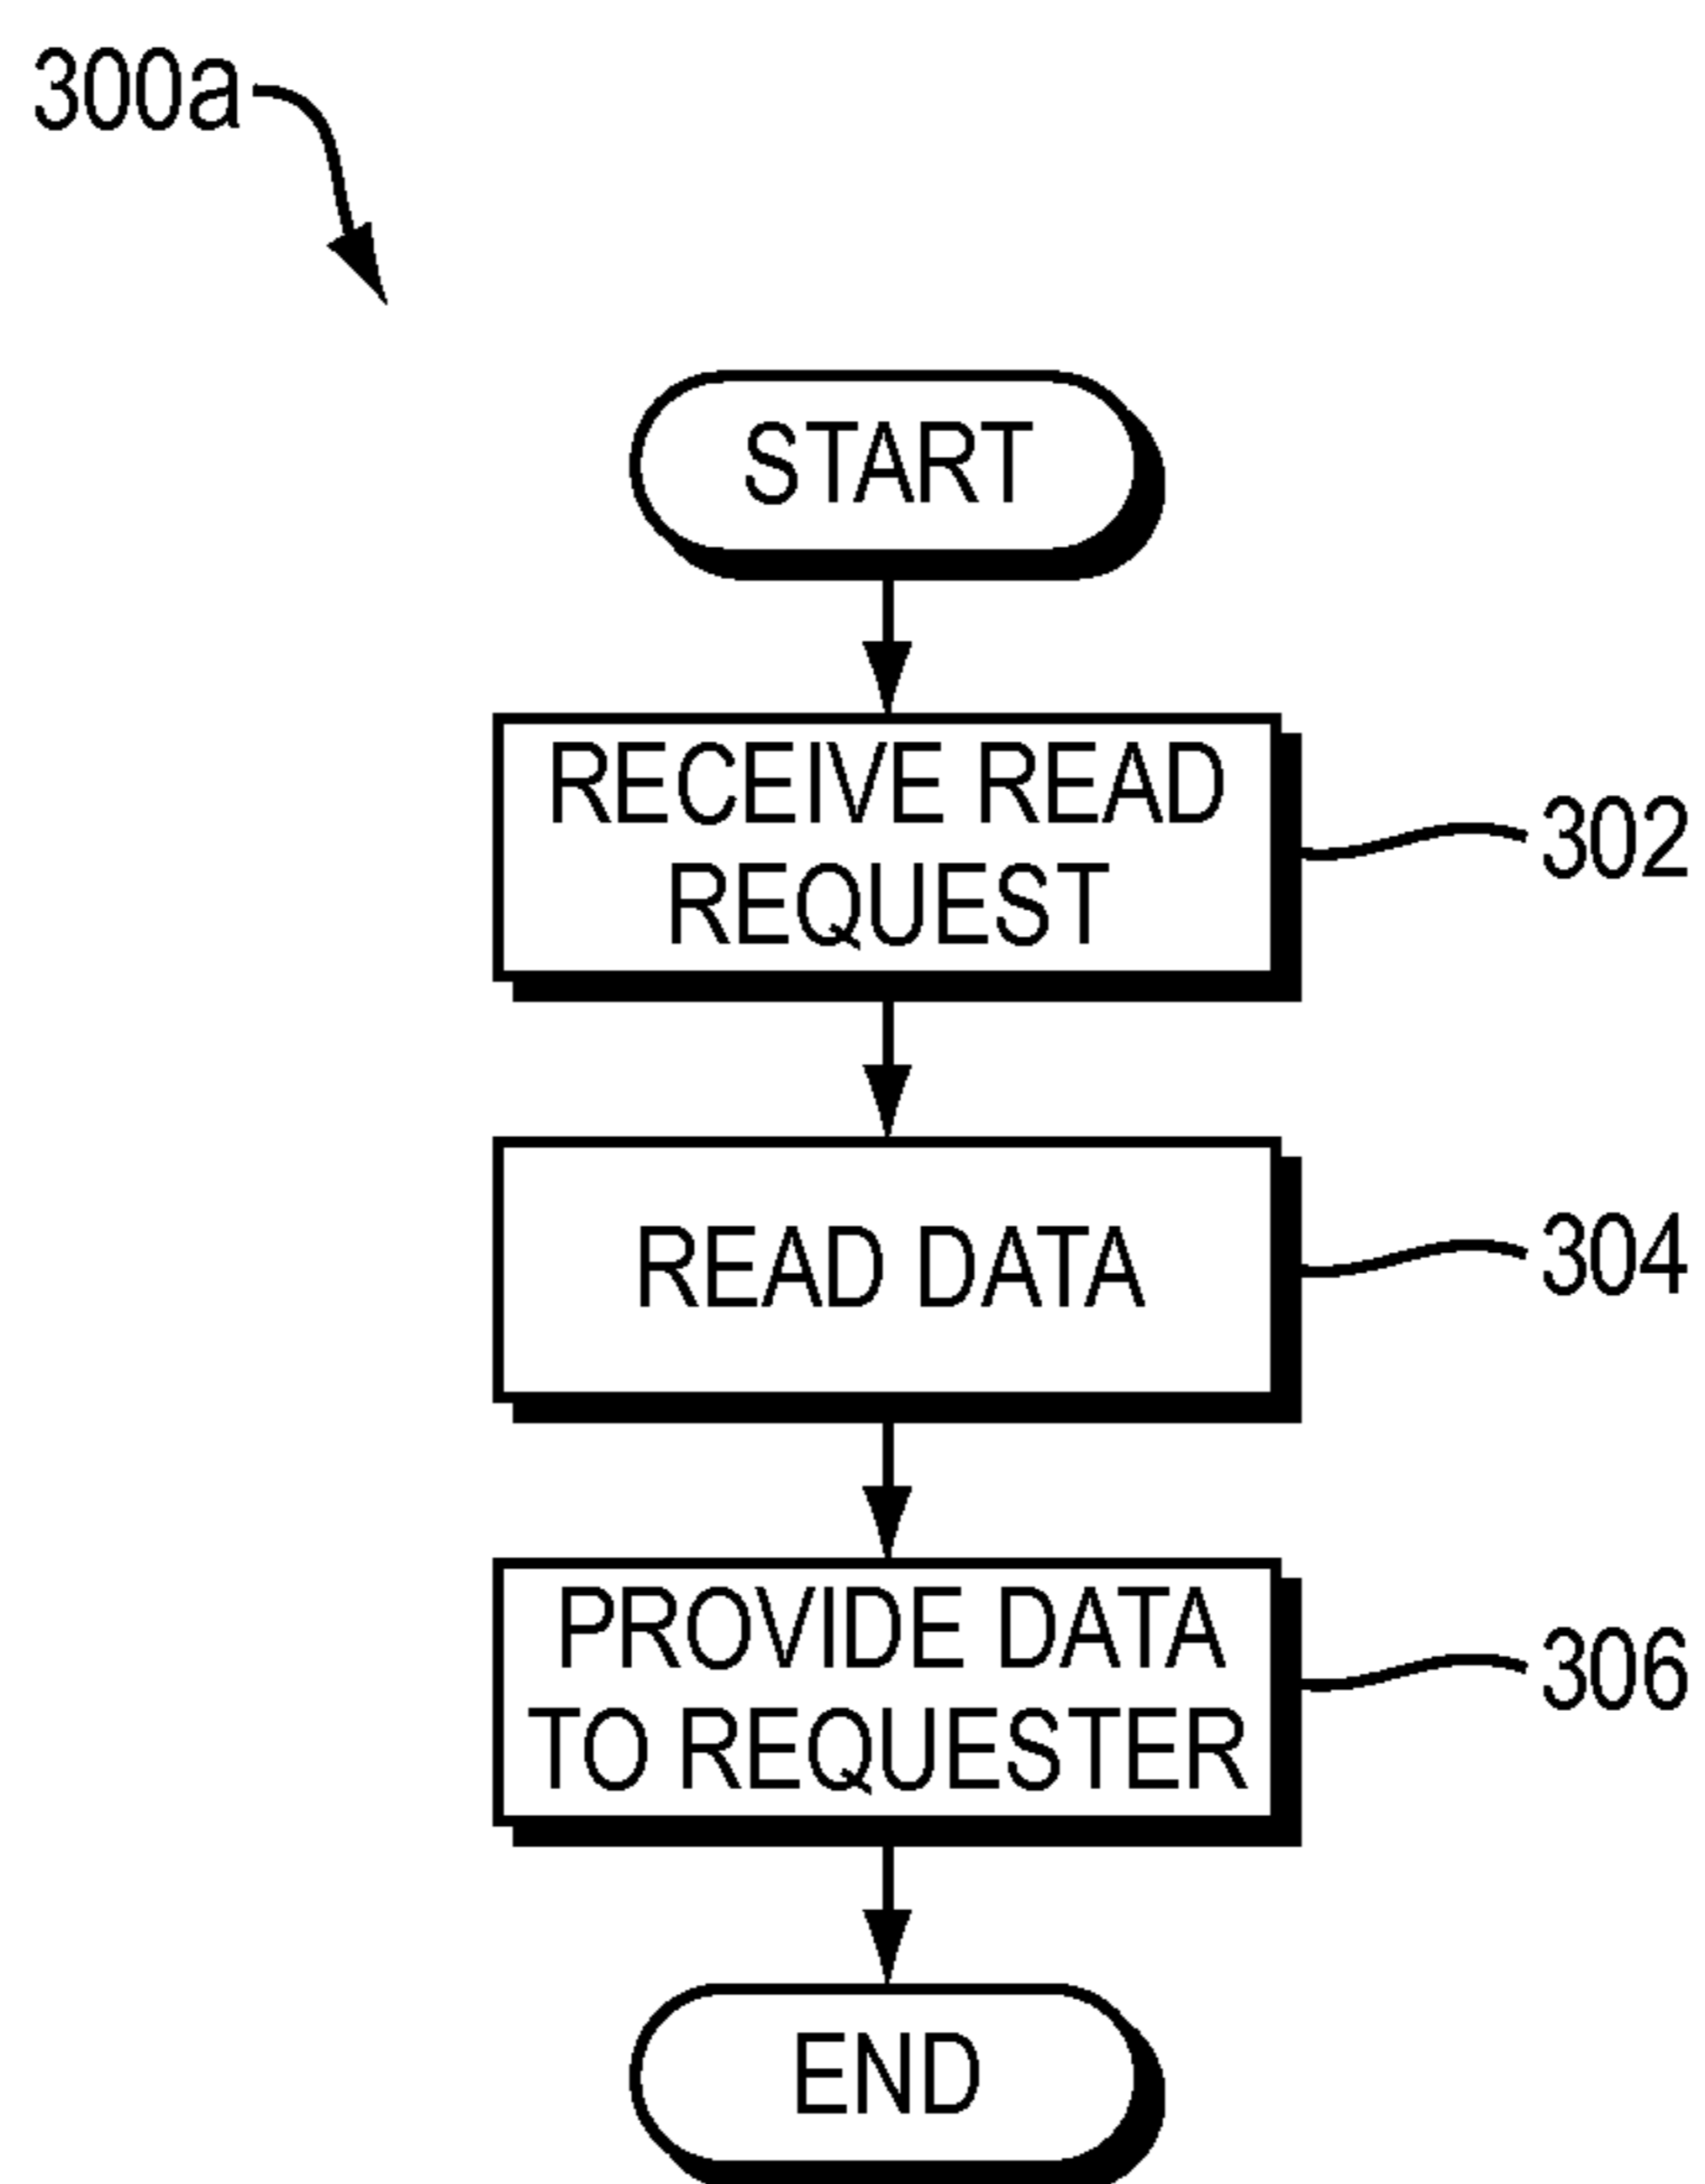 300a
START
RECEIVE READ
REQUEST
302
READ DATA
304
PROVIDE DATA
TO REQUESTER
306
END